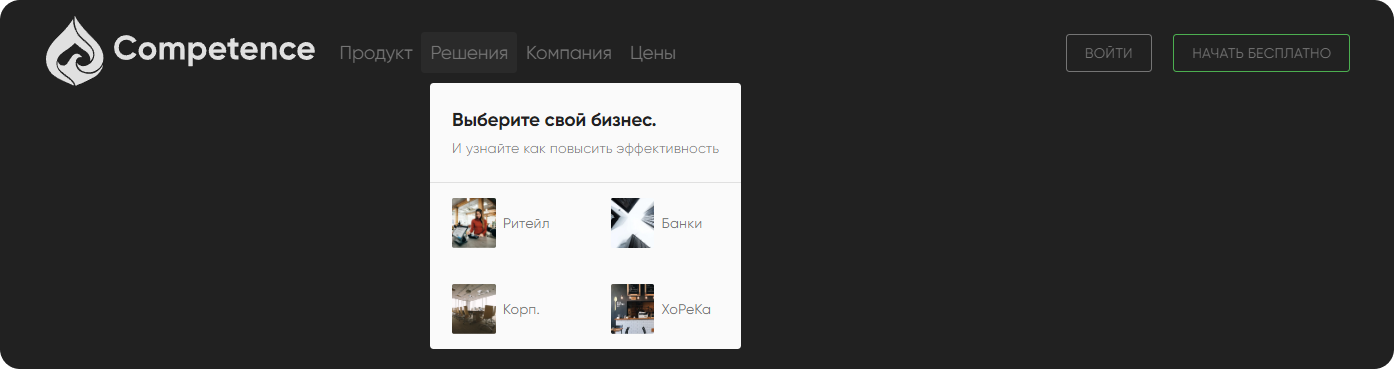 Competence
Продукт Решения Компания Цены
ВОЙТИ
НАЧАТЬ БЕСПЛАТНО
Выберите свой бизнес.
И узнайте как повысить эффективность
Ритейл
Банки
Корп.
ХоРеКа